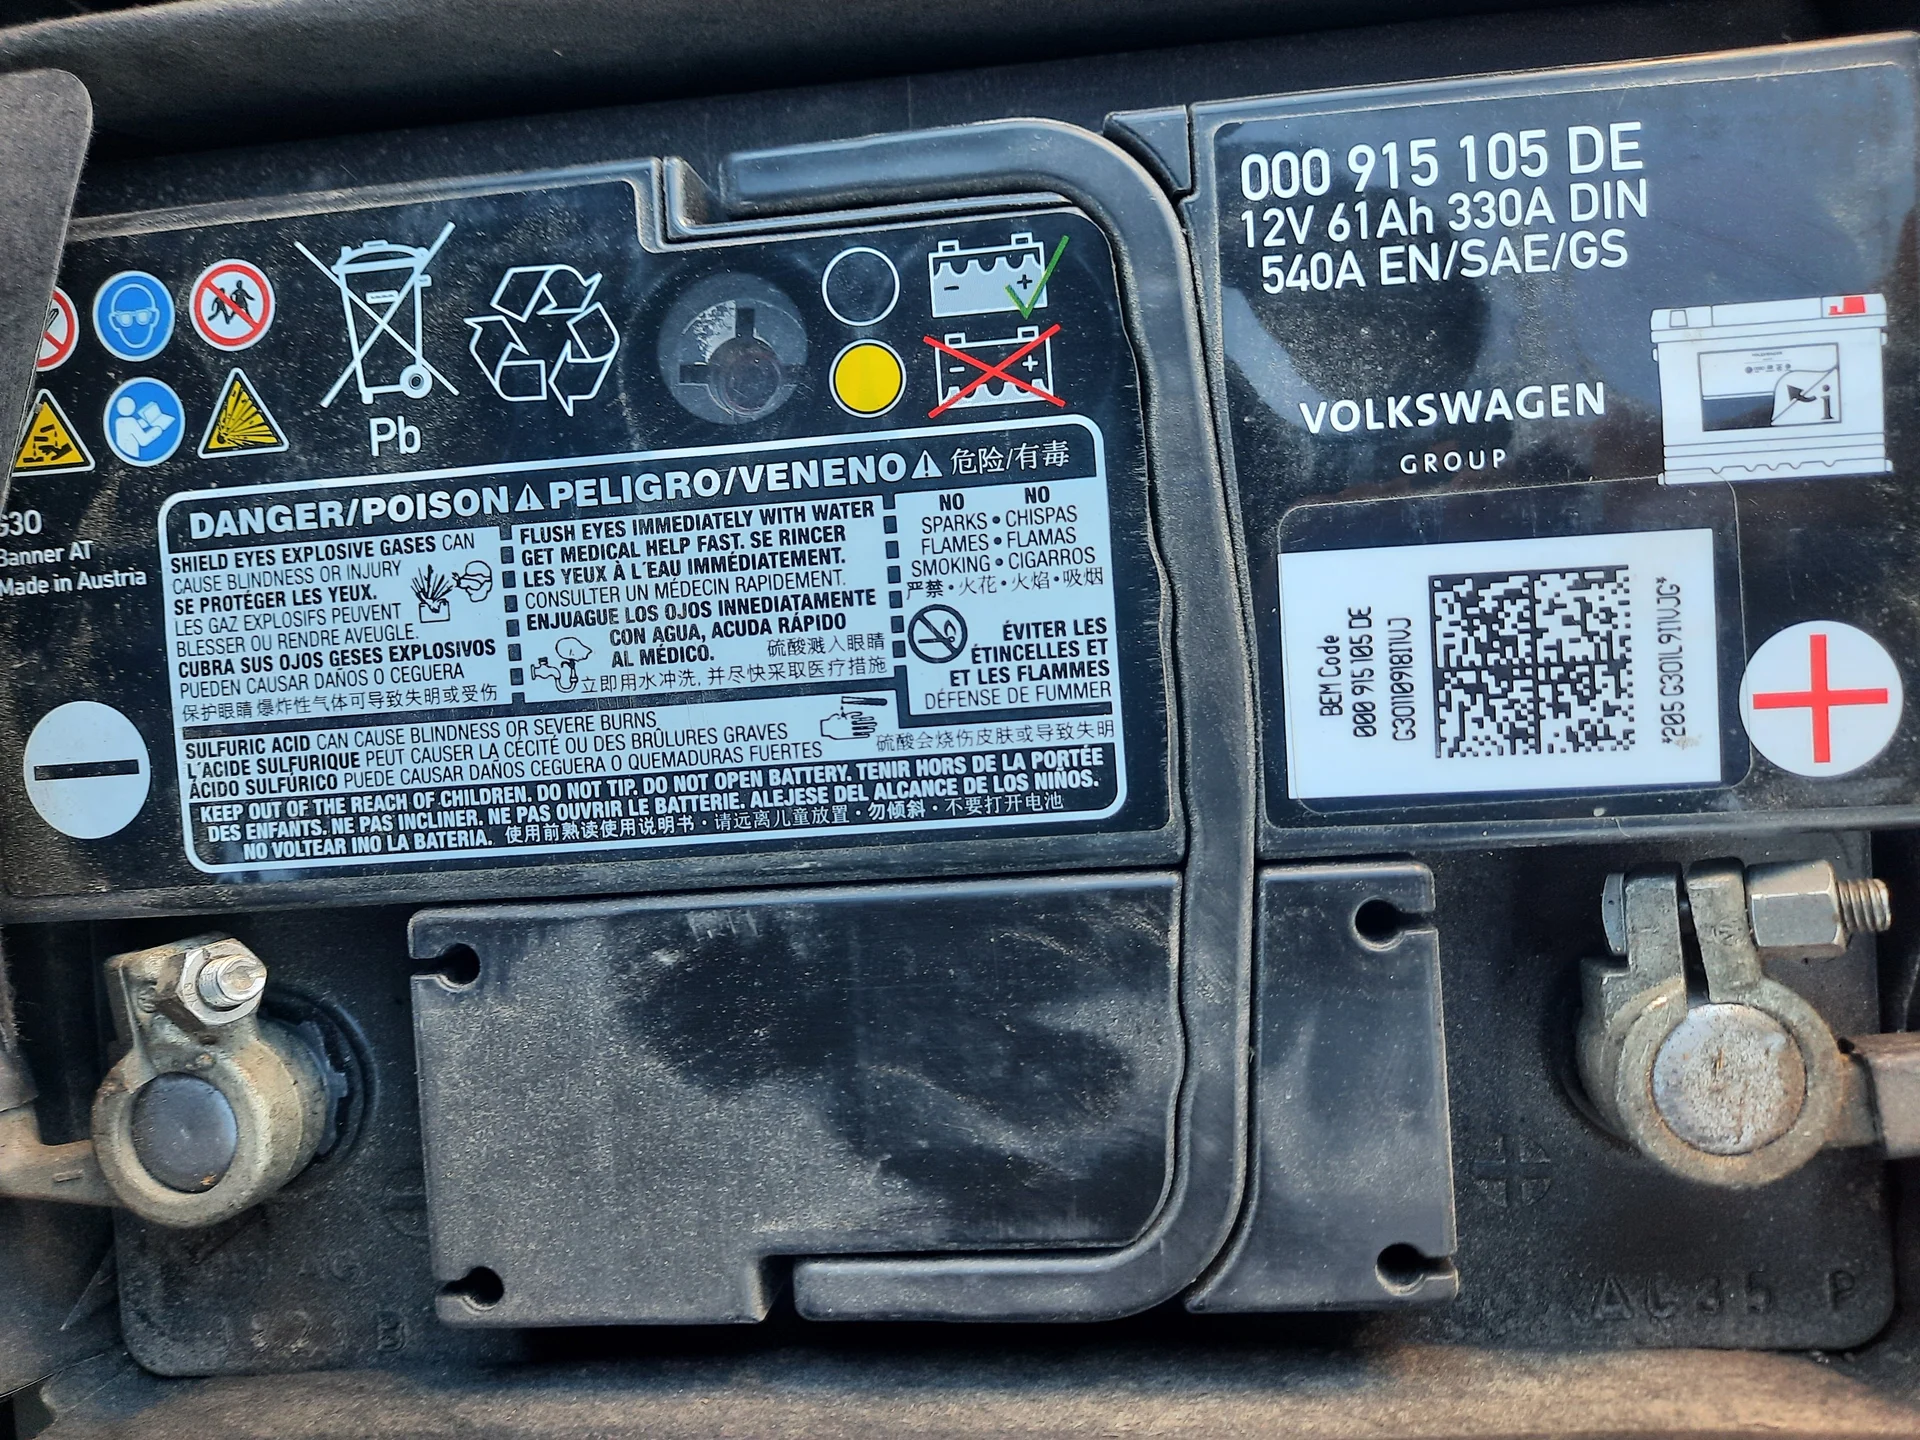 000 915 105 DE
12V 61Ah 330A DIN
540A EN/SAE/GS
VOLKSWAGEN
GROUP
Pb
Banner AT
Made in Austria
DANGER/POISON PELIGRO/VENENO 危险/有毒
SHIELD EYES EXPLOSIVE GASES CAN
CAUSE BLINDNESS OR INJURY
SE PROTÉGER LES YEUX.
LES GAZ EXPLOSIFS PEUVENT
BLESSER OU RENDRE AVEUGLE.
CUBRA SUS OJOS GESES EXPLOSIVOS
PUEDEN CAUSAR DAÑOS O CEGUERA
保护眼睛 爆炸性气体可导致失明或受伤
FLUSH EYES IMMEDIATELY WITH WATER
GET MEDICAL HELP FAST. SE RINCER
LES YEUX À L'EAU IMMÉDIATEMENT.
CONSULTER UN MÉDECIN RAPIDEMENT.
ENJUAGUE LOS OJOS INNEDIATAMENTE
CON AGUA, ACUDA RÁPIDO
AL MÉDICO.
硫酸溅入眼睛
立即用水冲洗, 并尽快采取医疗措施
NO NO
SPARKS • CHISPAS
FLAMES • FLAMAS
SMOKING • CIGARROS
严禁 • 火花 • 火焰 • 吸烟
ÉVITER LES
ÉTINCELLES ET
ET LES FLAMMES
DÉFENSE DE FUMMER
SULFURIC ACID CAN CAUSE BLINDNESS OR SEVERE BURNS
L'ACIDE SULFURIQUE PEUT CAUSER LA CÉCITÉ OU DES BRÛLURES GRAVES
ÁCIDO SULFÚRICO PUEDE CAUSAR DAÑOS CEGUERA O QUEMADURAS FUERTES
硫酸会烧伤皮肤或导致失明
KEEP OUT OF THE REACH OF CHILDREN. DO NOT TIP. DO NOT OPEN BATTERY. TENIR HORS DE LA PORTÉE
DES ENFANTS. NE PAS INCLINER. NE PAS OUVRIR LE BATTERIE. ALEJESE DEL ALCANCE DE LOS NIÑOS.
NO VOLTEAR INO LA BATERIA. 使用前熟读使用说明书 • 请远离儿童放置 • 勿倾斜 • 不要打开电池
BEM Code
000 915 105 DE
G3011091811VJ
*205 G301L 911VJG*
AC35 P